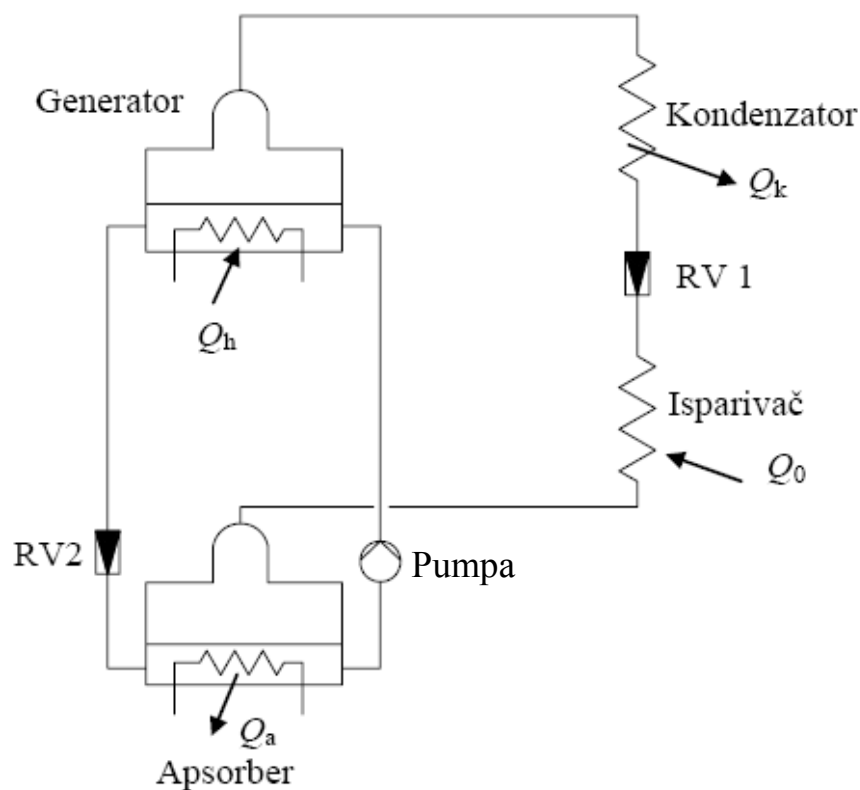 Generator
Kondenzator
Qk
RV 1
Qh
Isparivač
Q0
RV2
Pumpa
Qa
Apsorber